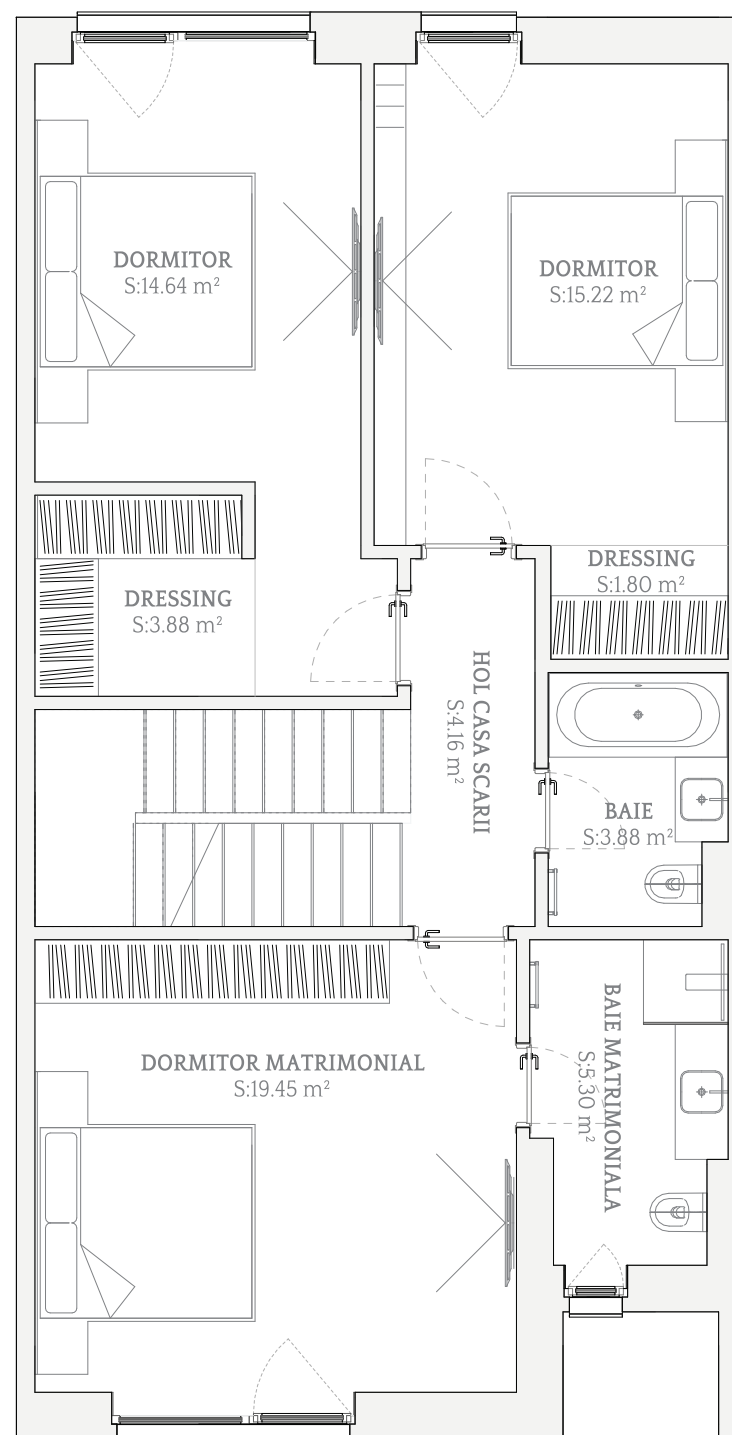 DORMITOR
S:14.64 m²
DORMITOR
S:15.22 m²
DRESSING
S:1.80 m²
DRESSING
S:3.88 m²
HOL CASA SCARII
S:4.16 m²
BAIE
S:3.88 m²
DORMITOR MATRIMONIAL
S:19.45 m²
BAIE MATRIMONIALA
S:5.30 m²